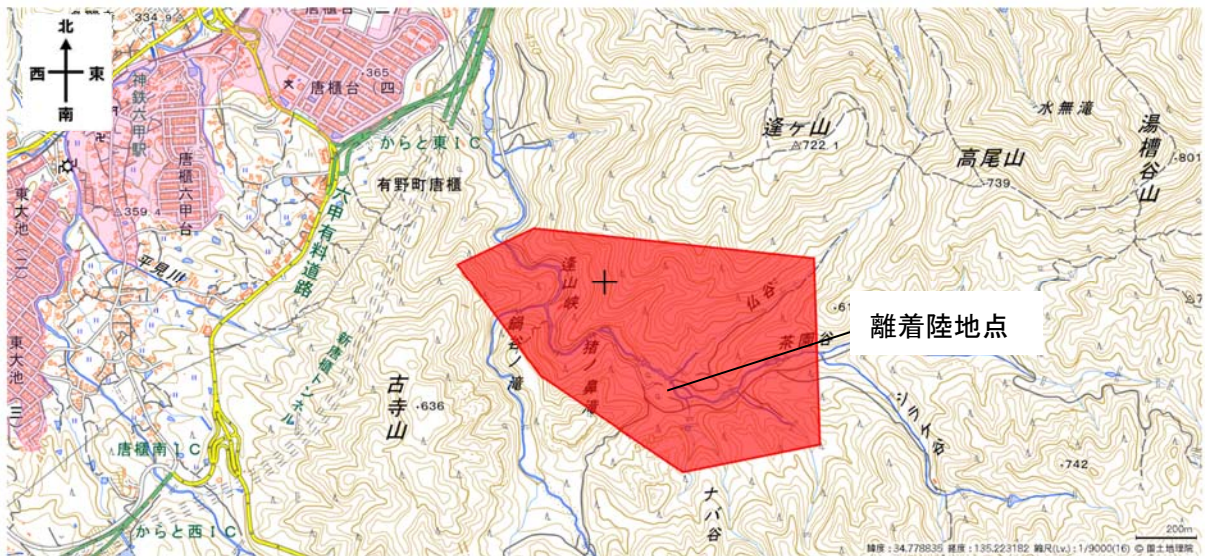 北
西
東
南
334.9
唐櫃台(二)
・365
唐櫃台(四)
神鉄六甲駅
からと東IC
有野町唐櫃
六甲有料道路
唐櫃六甲台
359.4
東大池(二)
平見川
東大池(三)
新唐櫃トンネル
古寺山
・636
唐櫃南IC
からと西IC
逢山峡
鍋谷ノ滝
猪ノ鼻滝
仏谷
茶園谷
離着陸地点
シラケ谷
ナバ谷
・742
逢ヶ山
722.1
高尾山
739
水無滝
湯槽谷山
801
450
200m
緯度:34.778835 経度:135.223182 縮尺(Lv.):1/9000(16) © 国土地理院